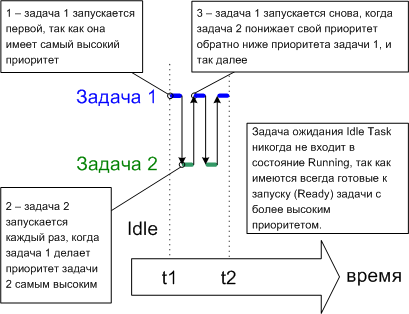 1 – задача 1 запускается
первой, так как она
имеет самый высокий
приоритет
3 – задача 1 запускается снова, когда
задача 2 понижает свой приоритет
обратно ниже приоритета задачи 1, и
так далее
Задача 1
Задача 2
Задача ожидания Idle Task
никогда не входит в
состояние Running, так как
имеются всегда готовые к
запуску (Ready) задачи с
более высоким
приоритетом.
2 – задача 2
запускается
каждый раз, когда
задача 1 делает
приоритет задачи
2 самым высоким
Idle
t1
t2
время